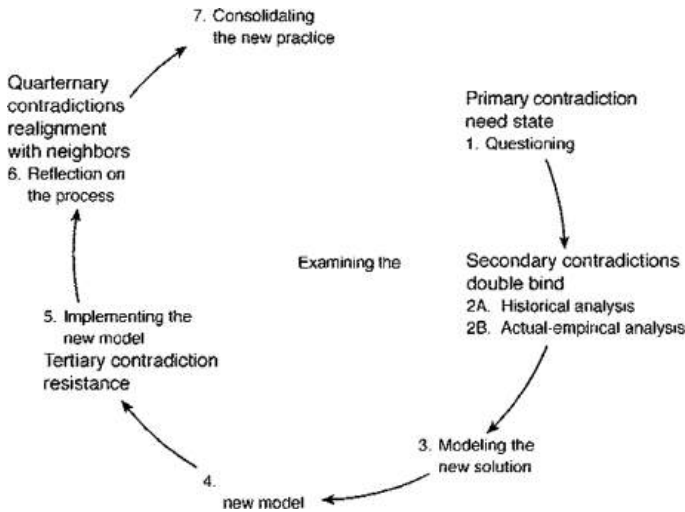 Primary contradiction
need state
1. Questioning
Secondary contradictions
double bind
2A. Historical analysis
2B. Actual-empirical analysis
3. Modeling the
new solution
Examining the
4.
new model
5. Implementing the
new model
Tertiary contradiction
resistance
Quarternary
contradictions
realignment
with neighbors
6. Reflection on
the process
7. Consolidating
the new practice